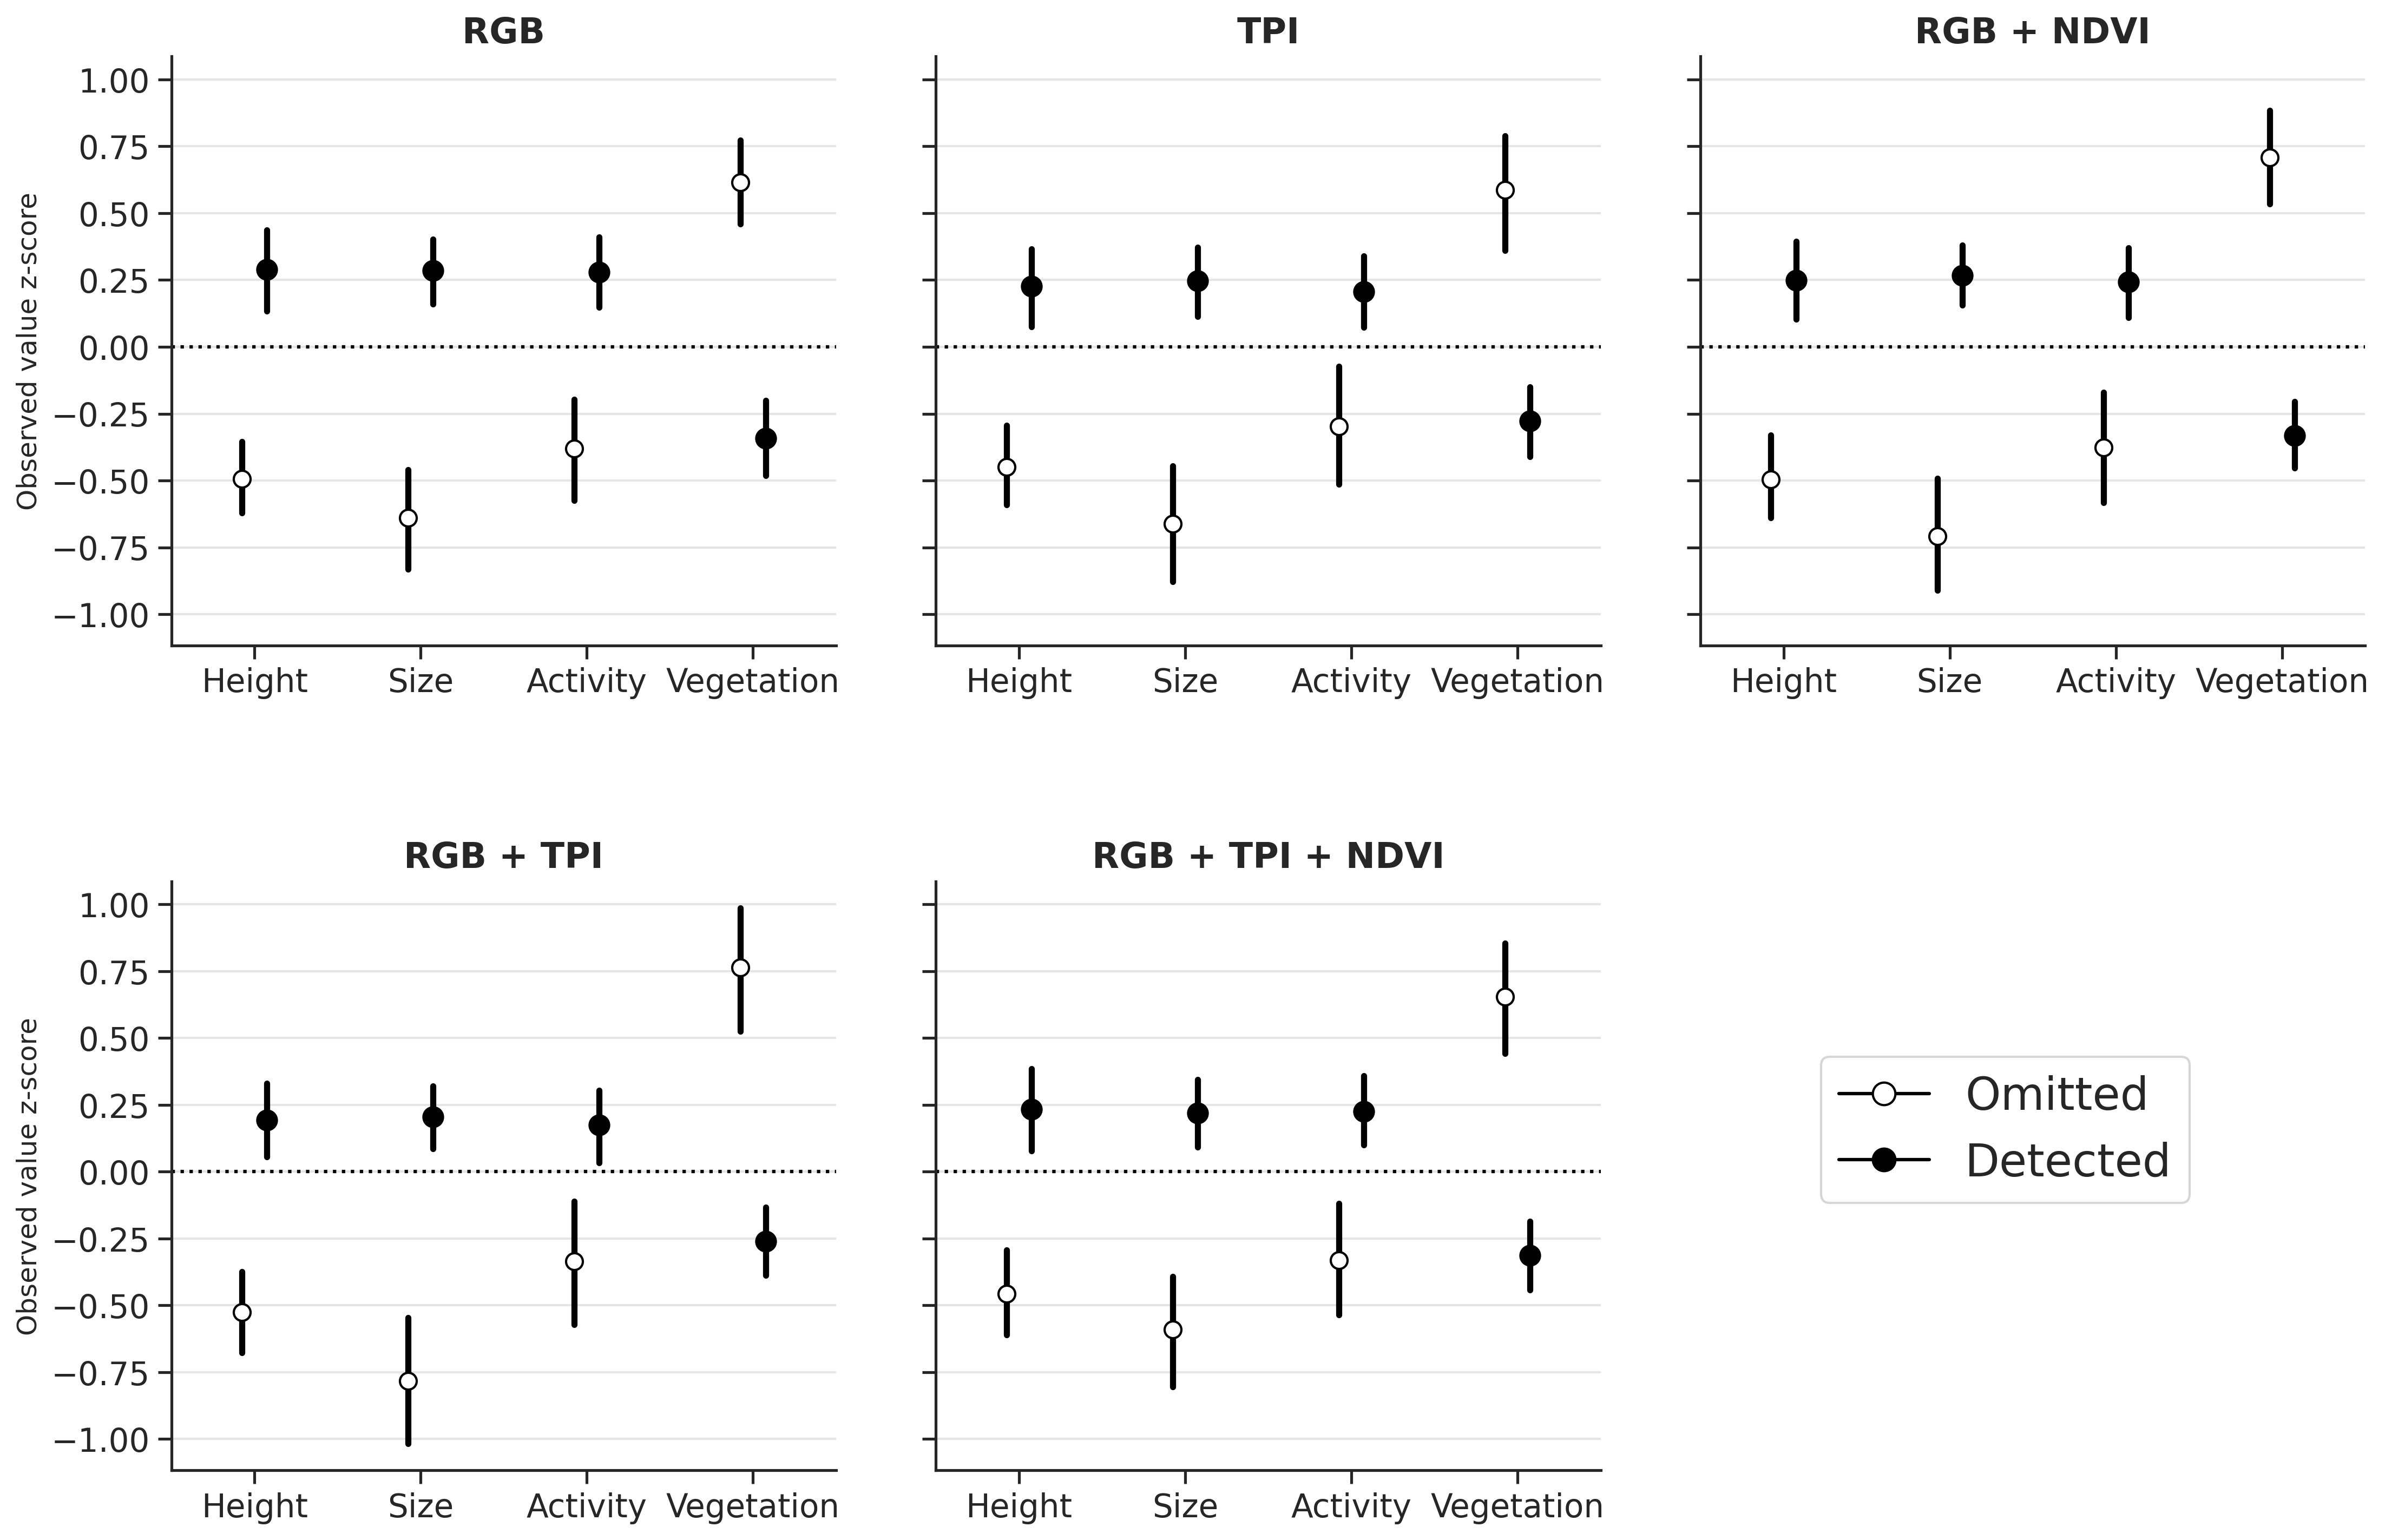 RGB
TPI
RGB + NDVI
Observed value z-score
1.00
0.75
0.50
0.25
0.00
−0.25
−0.50
−0.75
−1.00
Height Size Activity Vegetation
Height Size Activity Vegetation
Height Size Activity Vegetation
RGB + TPI
RGB + TPI + NDVI
Observed value z-score
1.00
0.75
0.50
0.25
0.00
−0.25
−0.50
−0.75
−1.00
Height Size Activity Vegetation
Height Size Activity Vegetation
Omitted
Detected